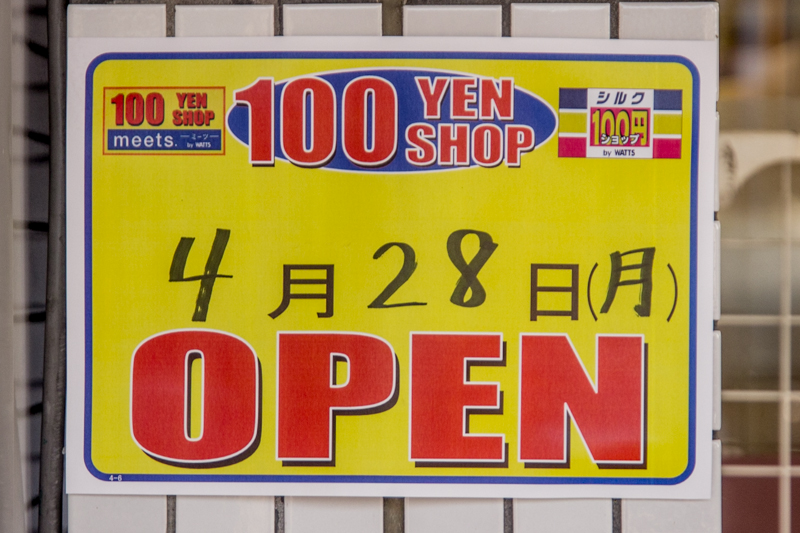 100 YEN SHOP
meets. ミーツ
by WATTS
100 YEN SHOP
シルク
100円
ショップ
by WATTS
4月28日(月)
OPEN
4-6